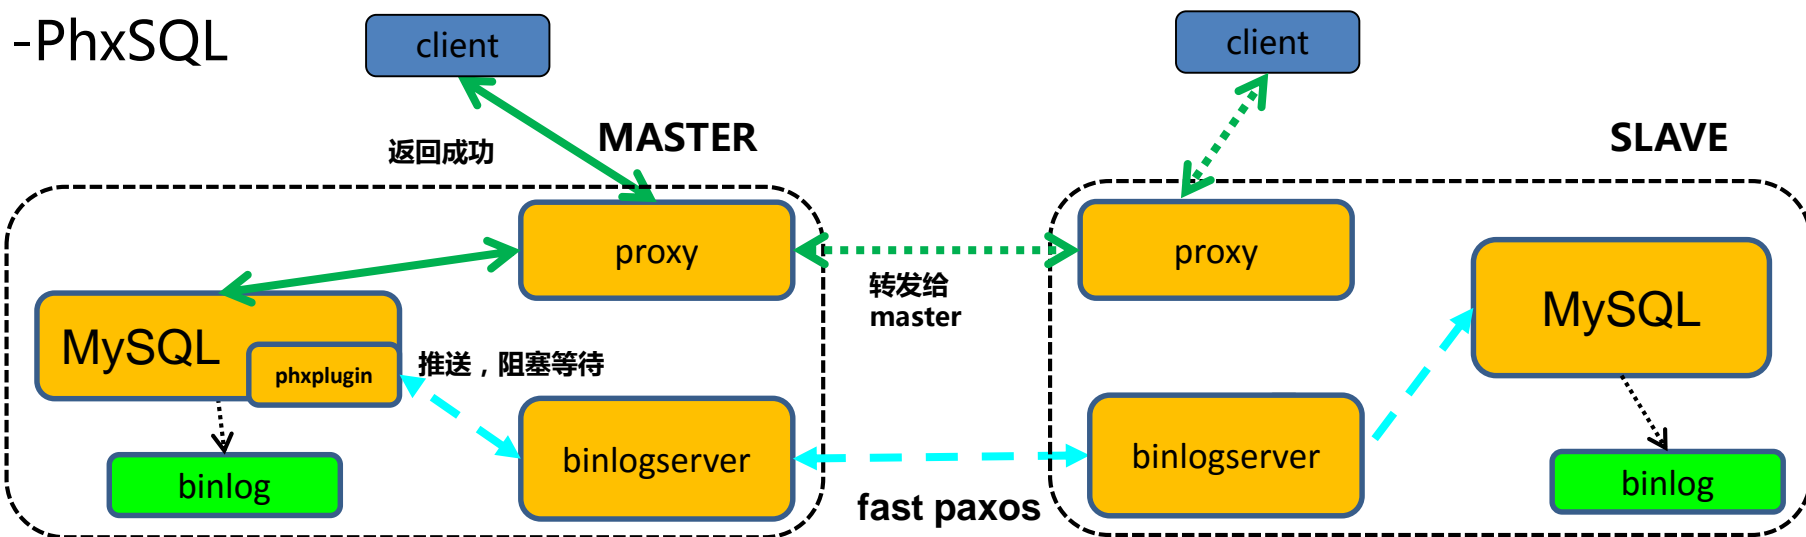 -PhxSQL
client
client
返回成功
MASTER
SLAVE
proxy
proxy
转发给
master
MySQL
phxplugin
推送，阻塞等待
MySQL
binlogserver
binlogserver
binlog
binlog
fast paxos